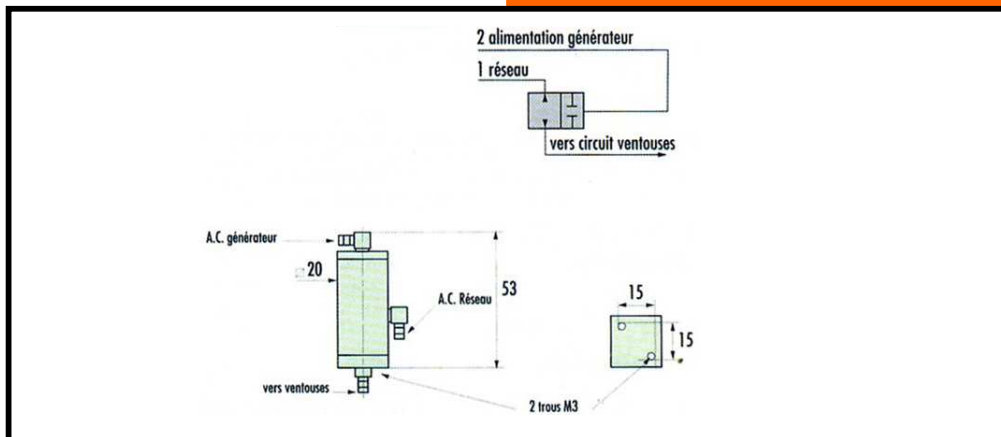 2 alimentation générateur
1 réseau
vers circuit ventouses
A.C. générateur
□ 20
53
A.C. Réseau
vers ventouses
15
15
2 trous M3